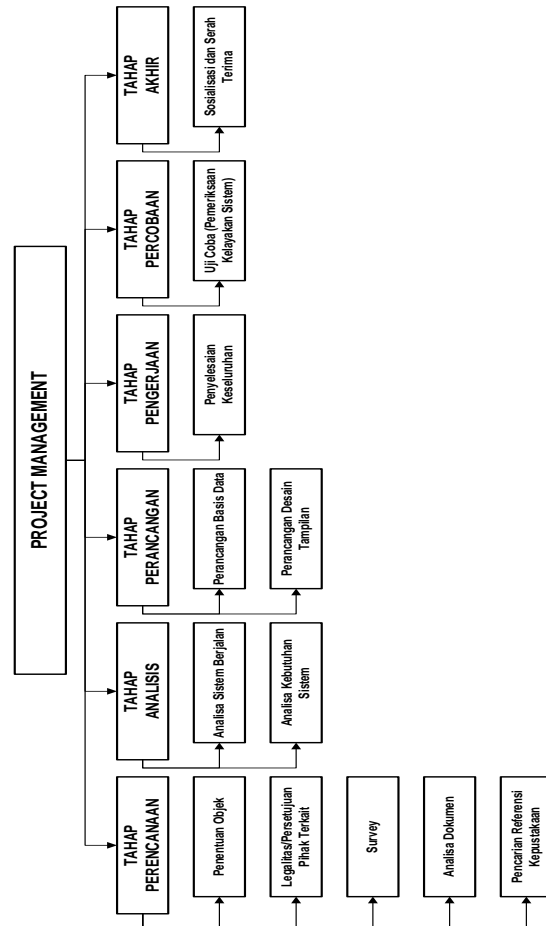 PROJECT MANAGEMENT
TAHAP
PERENCANAAN
Penentuan Objek
Legalitas/Persetujuan
Pihak Terkait
Survey
Analisa Dokumen
Pencarian Referensi
Kepustakaan
TAHAP
ANALISIS
Analisa Sistem Berjalan
Analisa Kebutuhan
Sistem
TAHAP
PERANCANGAN
Perancangan Basis Data
Perancangan Desain
Tampilan
TAHAP
PENGERJAAN
Penyelesaian
Keseluruhan
TAHAP
PERCOBAAN
Uji Coba (Pemeriksaan
Kelayakan Sistem)
TAHAP
AKHIR
Sosialisasi dan Serah
Terima